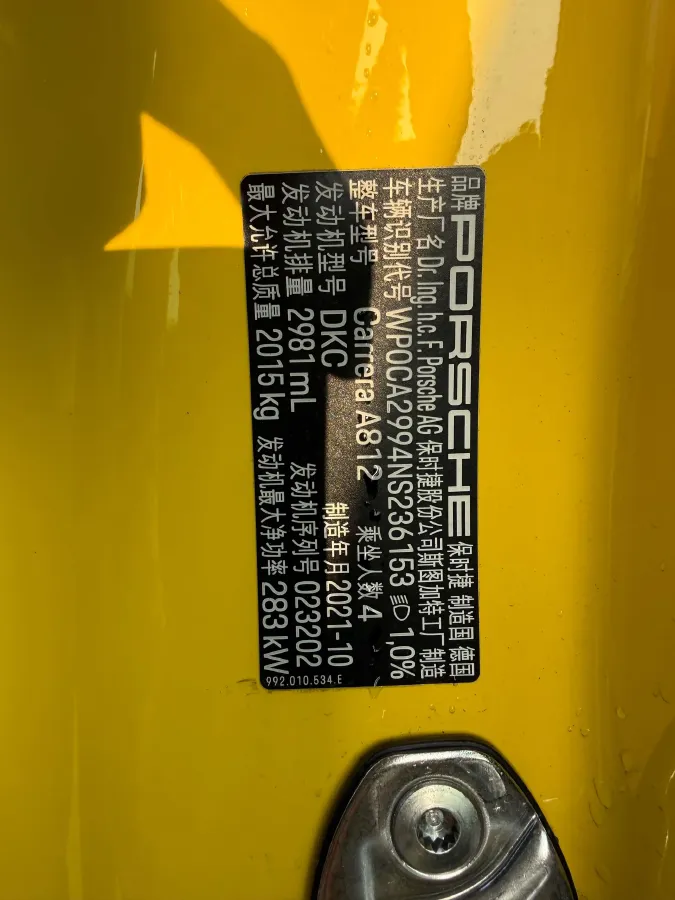 品牌 PORSCHE 保时捷 制造国 德国
生产厂名 Dr. Ing. h.c. F. Porsche AG 保时捷股份公司斯图加特工厂制造
车辆识别代号 WP0CA2994NS236153 1,0%
整车型号 Carrera A812 乘坐人数 4
发动机型号 DKC 制造年月 2021-10
发动机排量 2981 mL 发动机序列号 023202
最大允许总质量 2015 kg 发动机最大净功率 283 kW
992.010.534.E